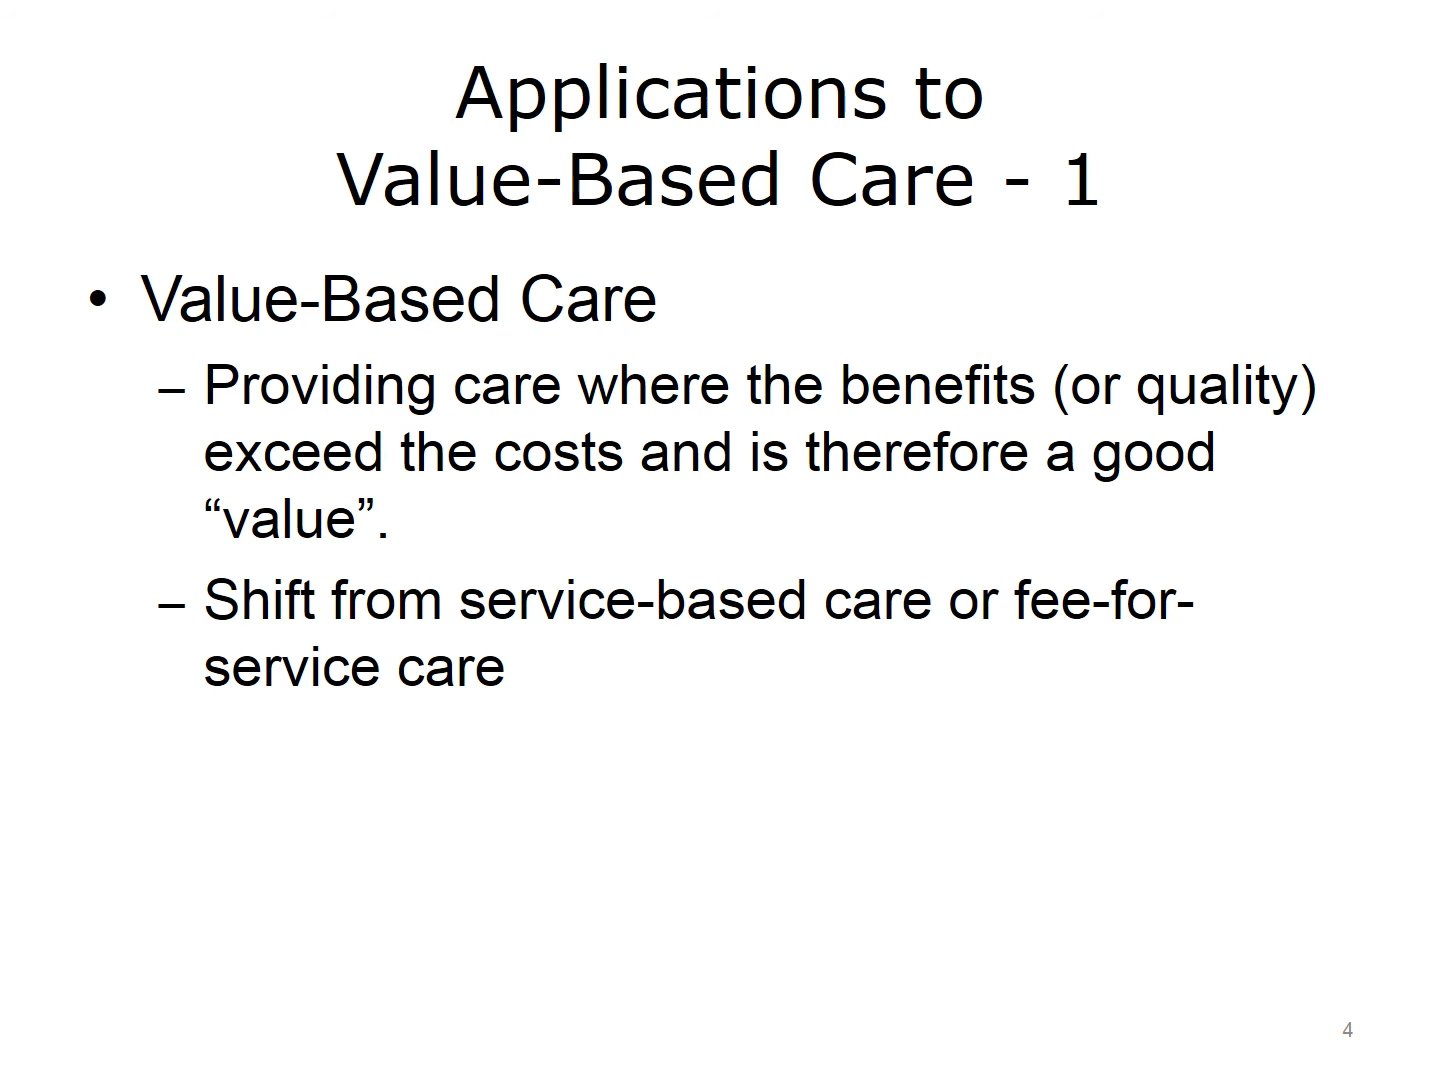 Applications to
Value-Based Care - 1
• Value-Based Care
– Providing care where the benefits (or quality)
exceed the costs and is therefore a good
“value”.
– Shift from service-based care or fee-for-
service care
4